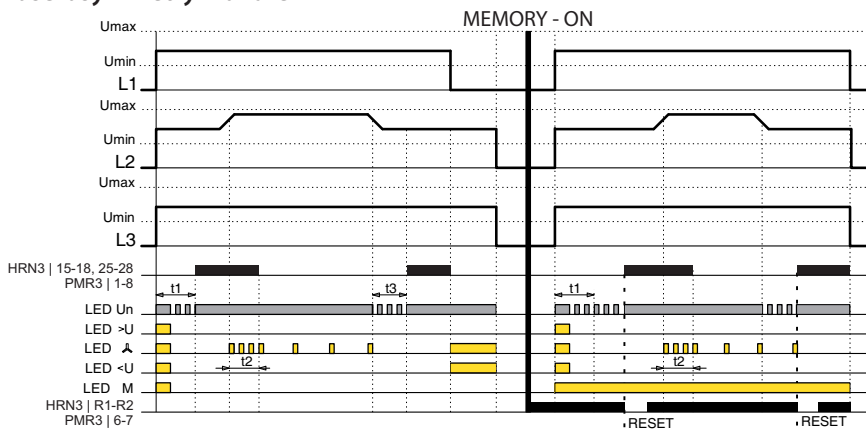 MEMORY - ON
Umax
Umin
L1
Umax
Umin
L2
Umax
Umin
L3
HRN3 | 15-18, 25-28
PMR3 | 1-8
t1
t3
t1
LED Un
LED >U
LED
t2
t2
LED <U
LED M
HRN3 | R1-R2
PMR3 | 6-7
RESET
RESET